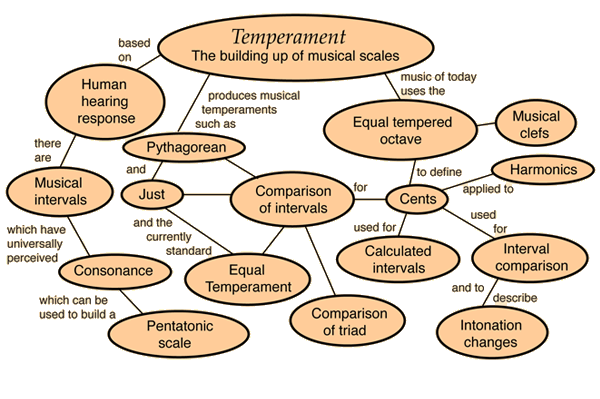 Temperament
The building up of musical scales
based
on
Human
hearing
response
produces musical
temperaments
such as
music of today
uses the
Equal tempered
octave
Musical
clefs
there
are
Pythagorean
and
to define
Harmonics
applied to
Musical
intervals
Just
Comparison
of intervals
for
Cents
which have
universally
perceived
and the
currently
standard
used for
used
for
Consonance
Equal
Temperament
Calculated
intervals
Interval
comparison
which can be
used to build a
and to
describe
Pentatonic
scale
Comparison
of triad
Intonation
changes